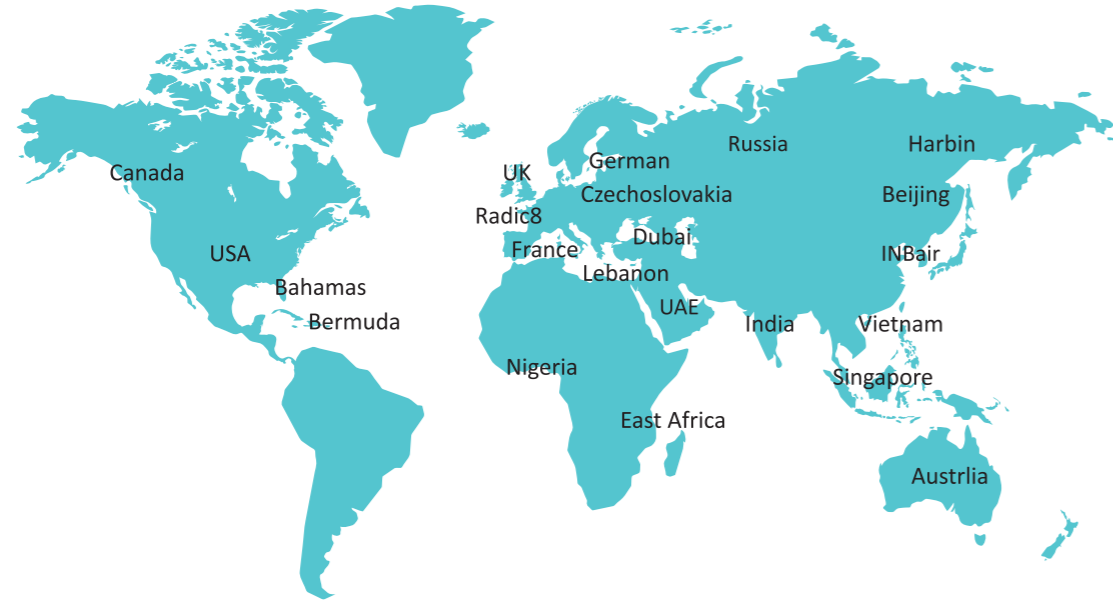 Russia
Harbin
German
Canada
UK
Czechoslovakia
Beijing
Radic8
Dubai
France
USA
INBair
Lebanon
Bahamas
UAE
Bermuda
India
Vietnam
Nigeria
Singapore
East Africa
Austrlia